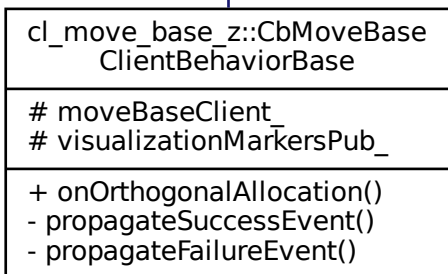 cl_move_base_z::CbMoveBase
ClientBehaviorBase
# moveBaseClient_
# visualizationMarkersPub_
+ onOrthogonalAllocation()
- propagateSuccessEvent()
- propagateFailureEvent()